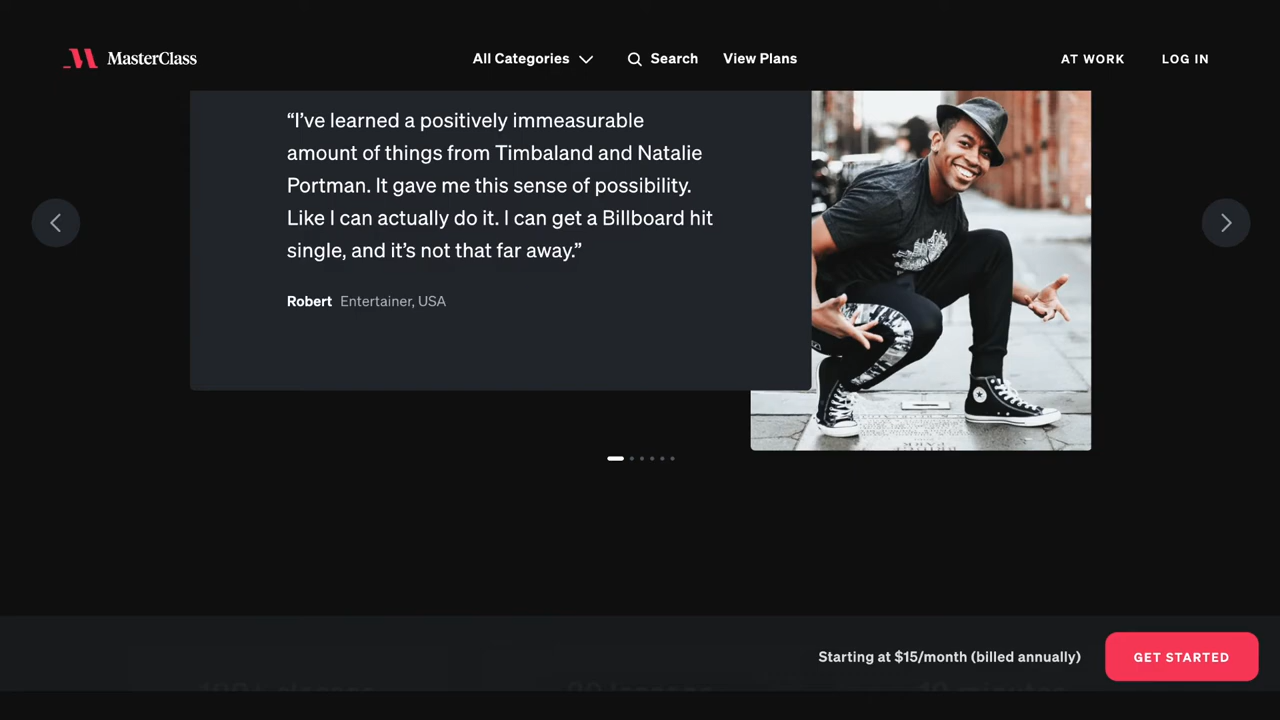 MasterClass
All Categories
Search
View Plans
AT WORK
LOG IN
“I’ve learned a positively immeasurable
amount of things from Timbaland and Natalie
Portman. It gave me this sense of possibility.
Like I can actually do it. I can get a Billboard hit
single, and it’s not that far away.”
Robert Entertainer, USA
Starting at $15/month (billed annually)
GET STARTED